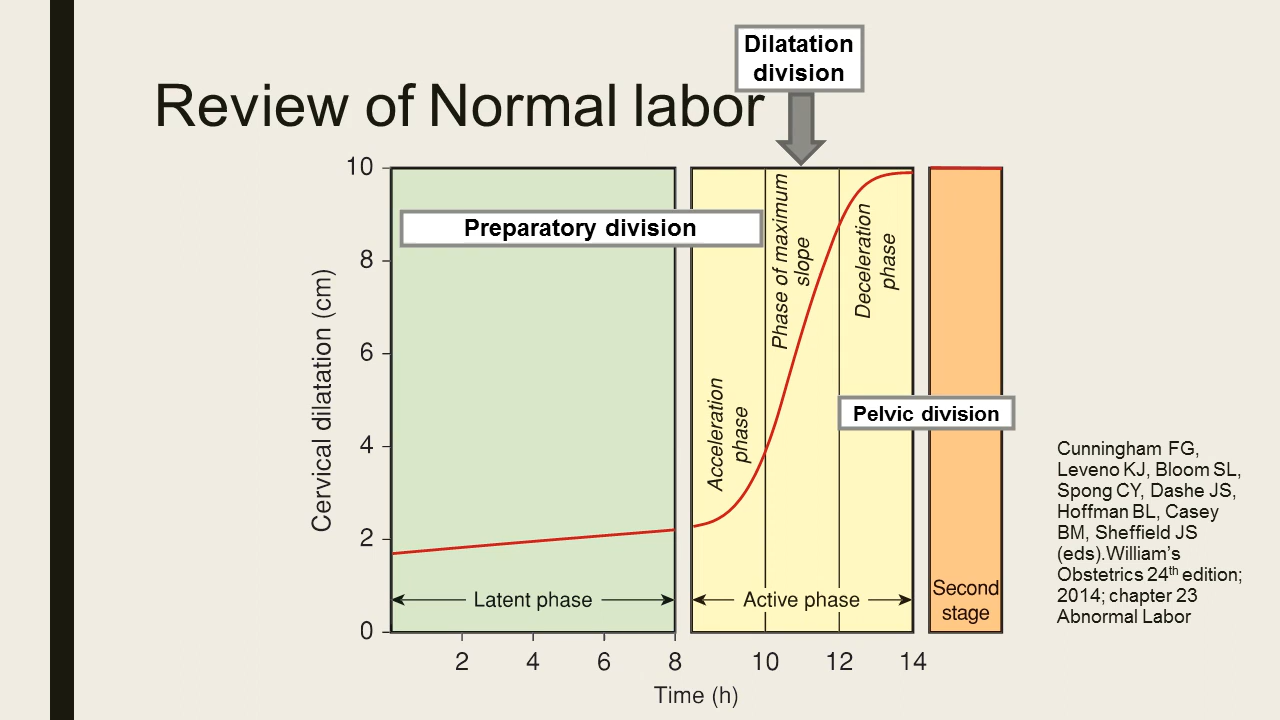 Dilatation
division
Review of Normal labor
Preparatory division
Pelvic division
Cervical dilatation (cm)
10
8
6
4
2
0
Acceleration
phase
Phase of maximum
slope
Deceleration
phase
Latent phase
Active phase
Second
stage
2 4 6 8 10 12 14
Time (h)
Cunningham FG,
Leveno KJ, Bloom SL,
Spong CY, Dashe JS,
Hoffman BL, Casey
BM, Sheffield JS
(eds).William’s
Obstetrics 24th edition;
2014; chapter 23
Abnormal Labor